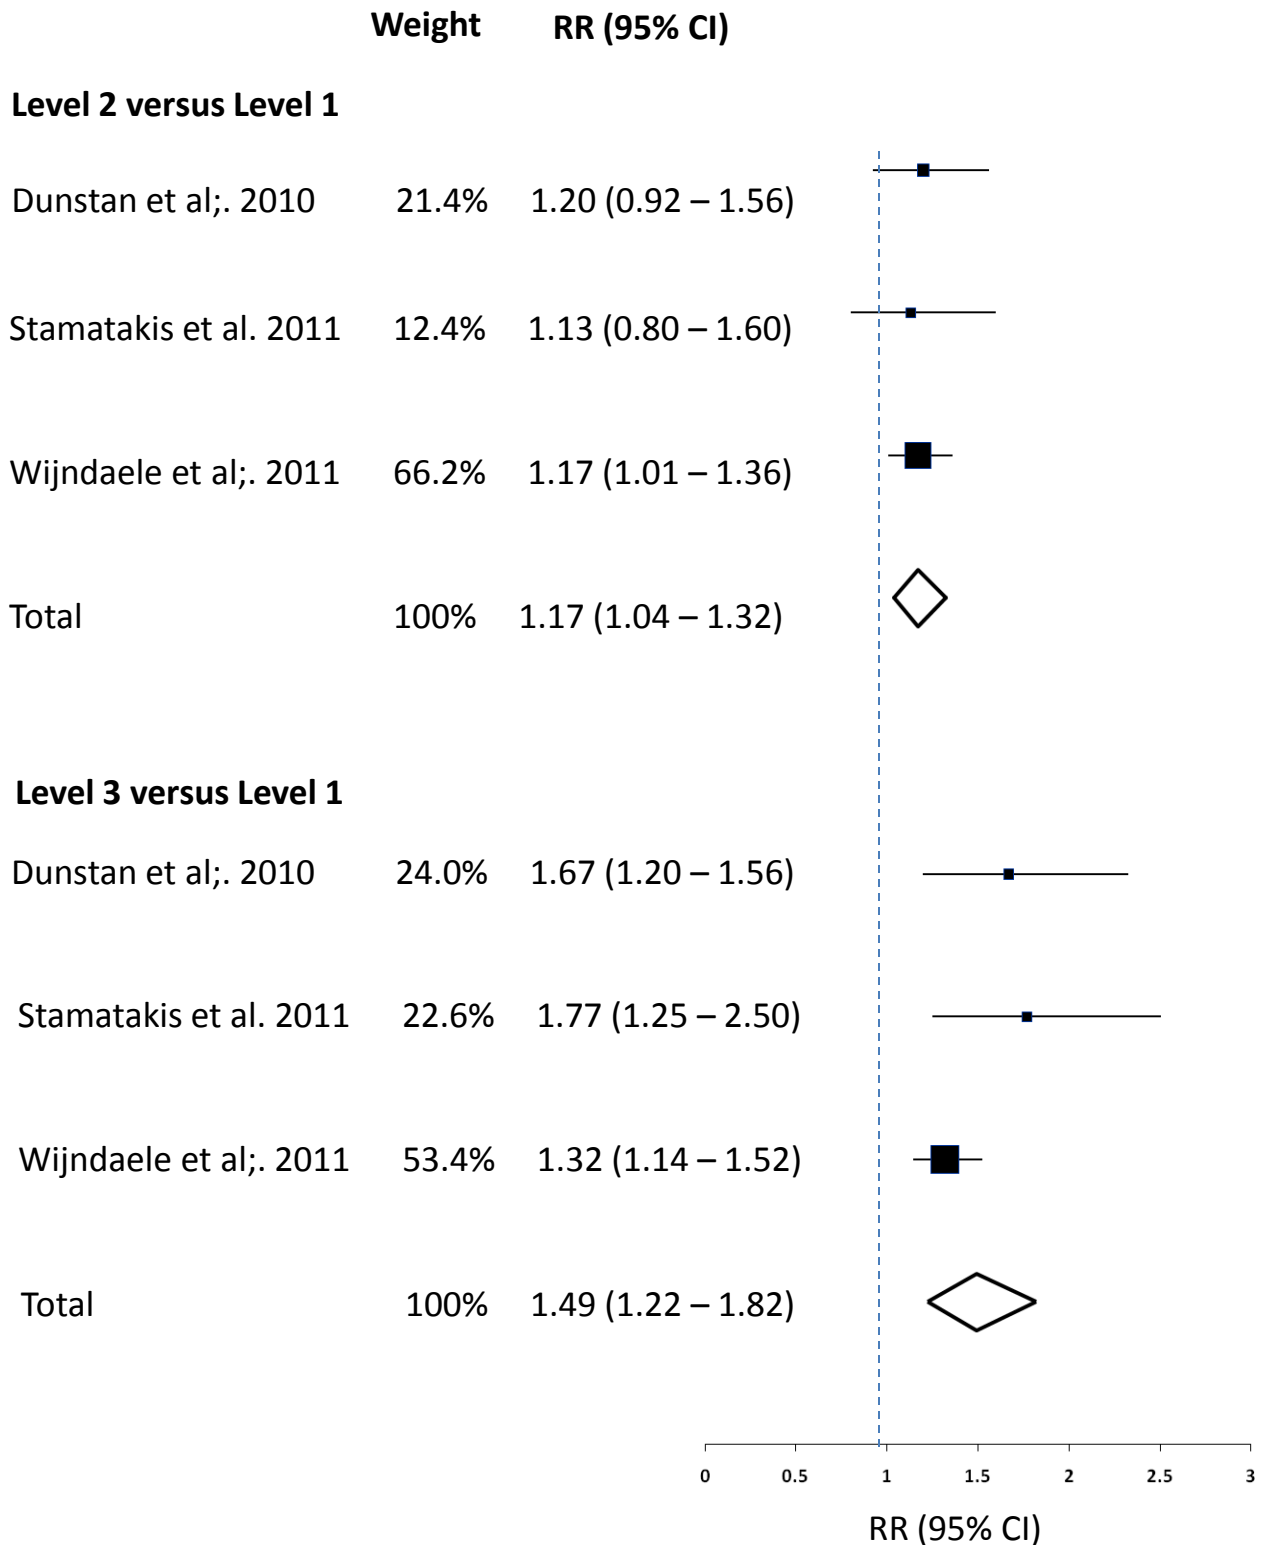 Weight RR (95% CI)
Level 2 versus Level 1
Dunstan et al;. 2010 21.4% 1.20 (0.92 – 1.56)
Stamatakis et al. 2011 12.4% 1.13 (0.80 – 1.60)
Wijndaele et al;. 2011 66.2% 1.17 (1.01 – 1.36)
Total 100% 1.17 (1.04 – 1.32)
Level 3 versus Level 1
Dunstan et al;. 2010 24.0% 1.67 (1.20 – 1.56)
Stamatakis et al. 2011 22.6% 1.77 (1.25 – 2.50)
Wijndaele et al;. 2011 53.4% 1.32 (1.14 – 1.52)
Total 100% 1.49 (1.22 – 1.82)
0 0.5 1 1.5 2 2.5 3
RR (95% CI)